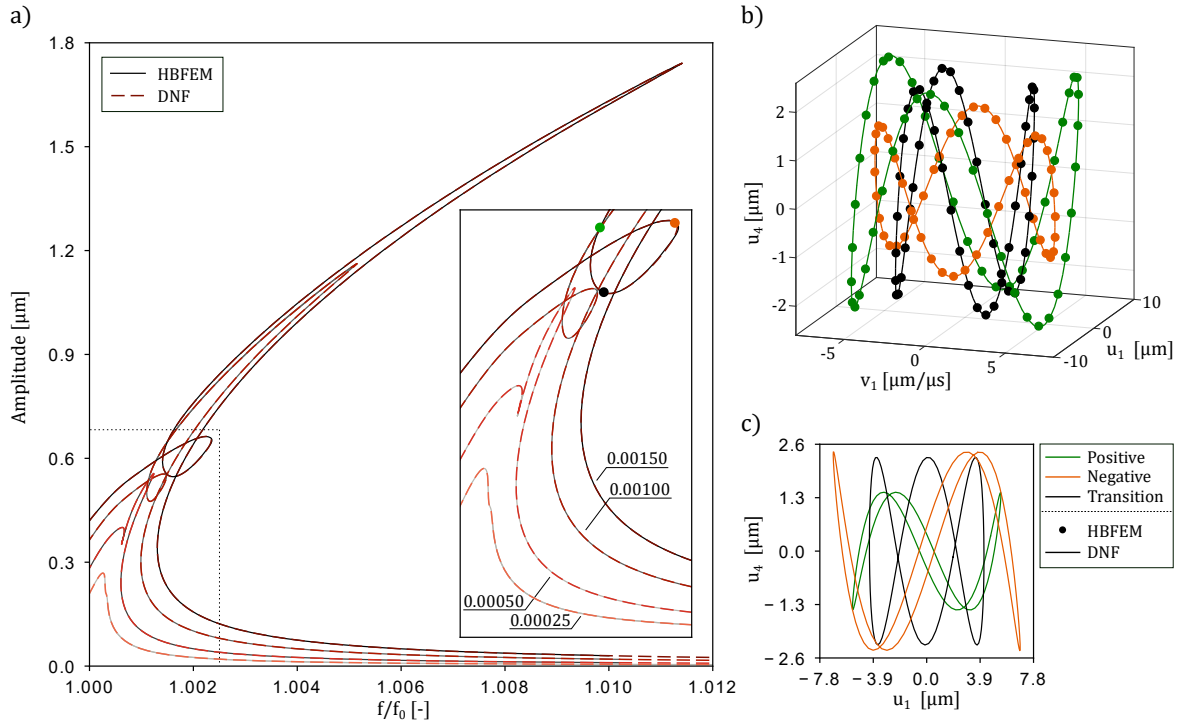 a)
1.8
1.5
1.2
0.9
0.6
0.3
0.0
Amplitude [μm]
HBFEM
DNF
0.00150
0.00100
0.00050
0.00025
1.000
1.002
1.004
1.006
1.008
1.010
1.012
f/f0 [-]
b)
2
1
0
-1
-2
u4 [μm]
-5
0
5
v1 [μm/μs]
-10
0
10
u1 [μm]
c)
2.6
1.3
0.0
−1.3
−2.6
u4 [μm]
−7.8
−3.9
0.0
3.9
7.8
u1 [μm]
Positive
Negative
Transition
HBFEM
DNF